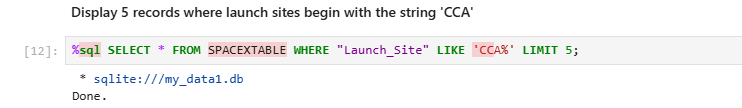 Display 5 records where launch sites begin with the string 'CCA'
[12]: %sql SELECT * FROM SPACEXTABLE WHERE "Launch_Site" LIKE 'CCA%' LIMIT 5;
* sqlite:///my_data1.db
Done.